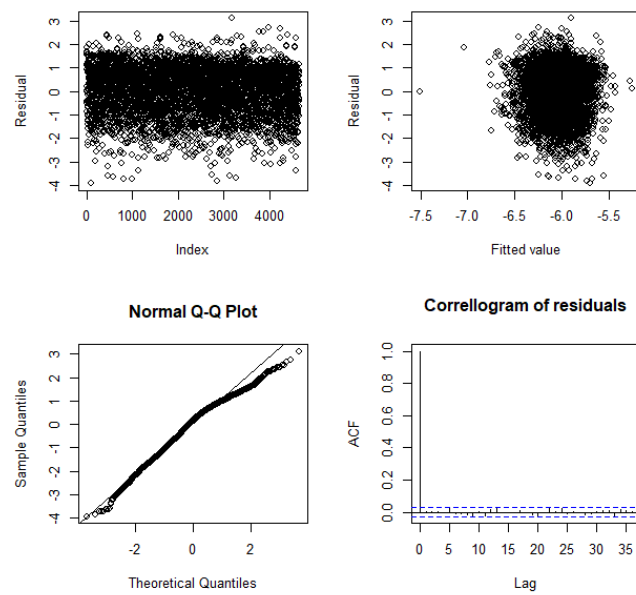 3
2
1
0
-1
-2
-3
-4
Residual
0 1000 2000 3000 4000
Index
3
2
1
0
-1
-2
-3
-4
Residual
-7.5 -7.0 -6.5 -6.0 -5.5
Fitted value
Normal Q-Q Plot
3
2
1
0
-1
-2
-3
-4
Sample Quantiles
-2 0 2
Theoretical Quantiles
Correllogram of residuals
1.0
0.8
0.6
0.4
0.2
0.0
ACF
0 5 10 15 20 25 30 35
Lag